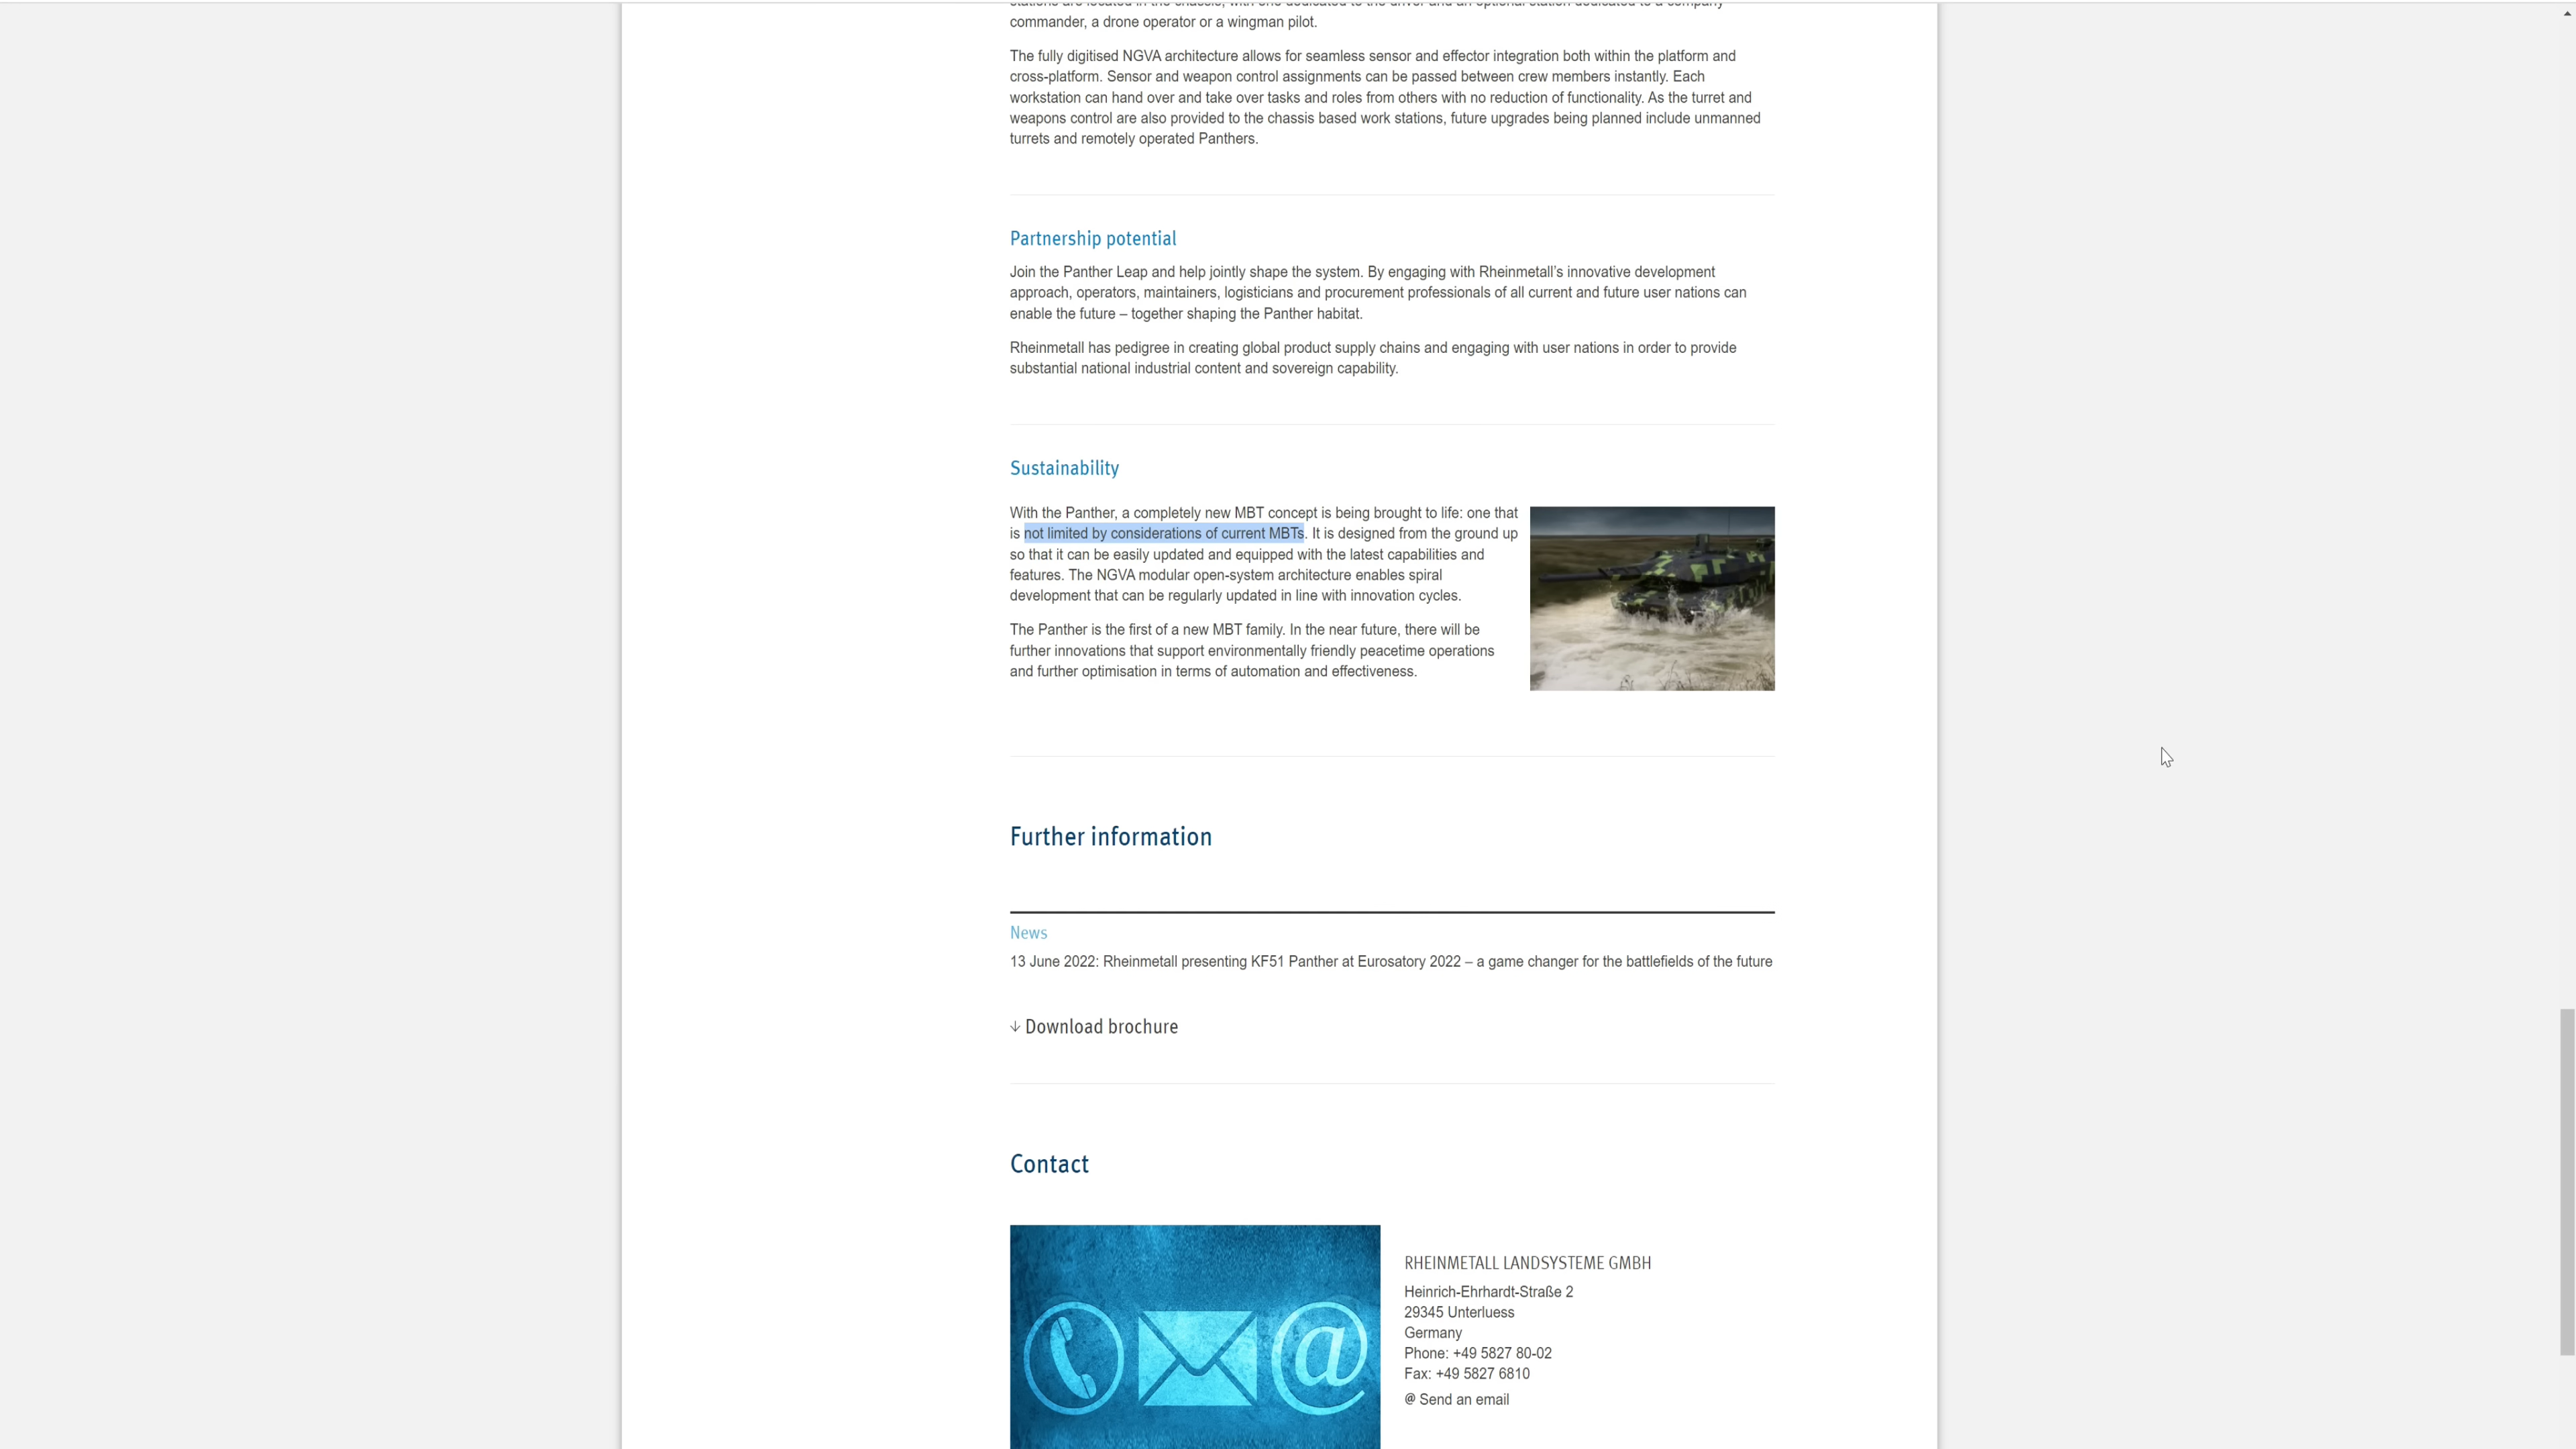 commander, a drone operator or a wingman pilot.
The fully digitised NGVA architecture allows for seamless sensor and effector integration both within the platform and
cross-platform. Sensor and weapon control assignments can be passed between crew members instantly. Each
workstation can hand over and take over tasks and roles from others with no reduction of functionality. As the turret and
weapons control are also provided to the chassis based work stations, future upgrades being planned include unmanned
turrets and remotely operated Panthers.
Partnership potential
Join the Panther Leap and help jointly shape the system. By engaging with Rheinmetall’s innovative development
approach, operators, maintainers, logisticians and procurement professionals of all current and future user nations can
enable the future – together shaping the Panther habitat.
Rheinmetall has pedigree in creating global product supply chains and engaging with user nations in order to provide
substantial national industrial content and sovereign capability.
Sustainability
With the Panther, a completely new MBT concept is being brought to life: one that
is not limited by considerations of current MBTs. It is designed from the ground up
so that it can be easily updated and equipped with the latest capabilities and
features. The NGVA modular open-system architecture enables spiral
development that can be regularly updated in line with innovation cycles.
The Panther is the first of a new MBT family. In the near future, there will be
further innovations that support environmentally friendly peacetime operations
and further optimisation in terms of automation and effectiveness.
Further information
News
13 June 2022: Rheinmetall presenting KF51 Panther at Eurosatory 2022 – a game changer for the battlefields of the future
Download brochure
Contact
RHEINMETALL LANDSYSTEME GMBH
Heinrich-Ehrhardt-Straße 2
29345 Unterluess
Germany
Phone: +49 5827 80-02
Fax: +49 5827 6810
@ Send an email